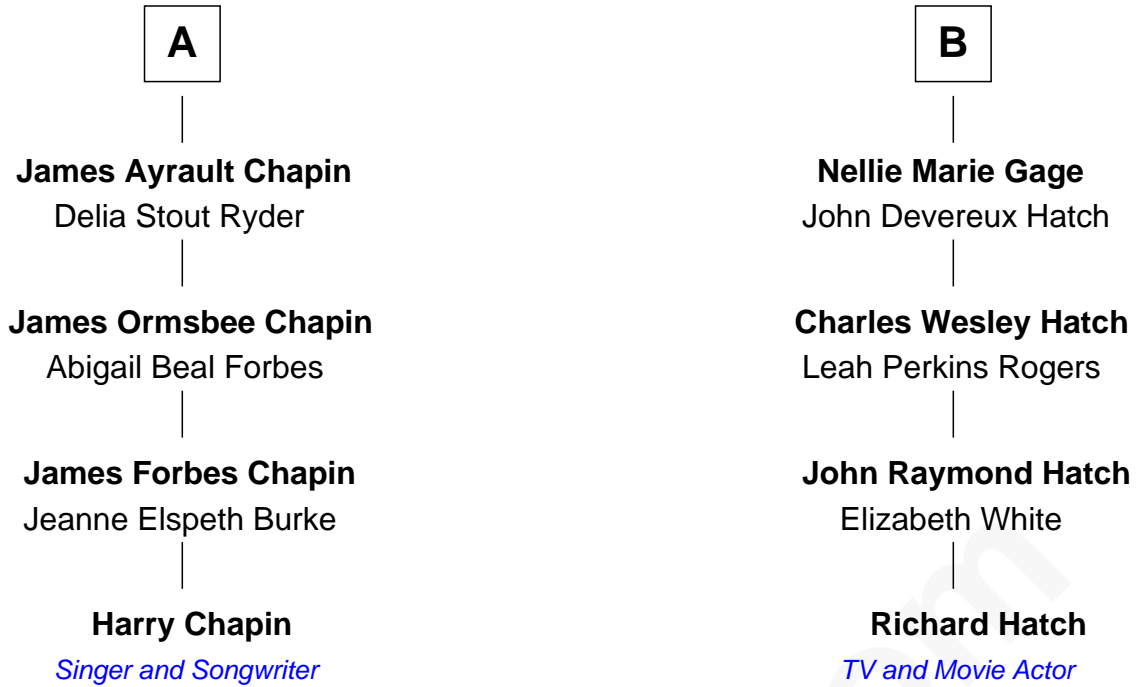 A
James Ayrault Chapin
Delia Stout Ryder
James Ormsbee Chapin
Abigail Beal Forbes
James Forbes Chapin
Jeanne Elspeth Burke
Harry Chapin
Singer and Songwriter
B
Nellie Marie Gage
John Devereux Hatch
Charles Wesley Hatch
Leah Perkins Rogers
John Raymond Hatch
Elizabeth White
Richard Hatch
TV and Movie Actor